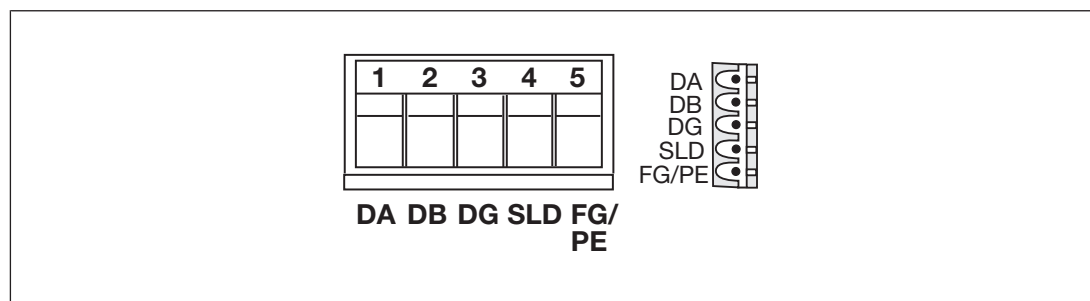 1 2 3 4 5
DA DB DG SLD FG/
PE
DA
DB
DG
SLD
FG/PE